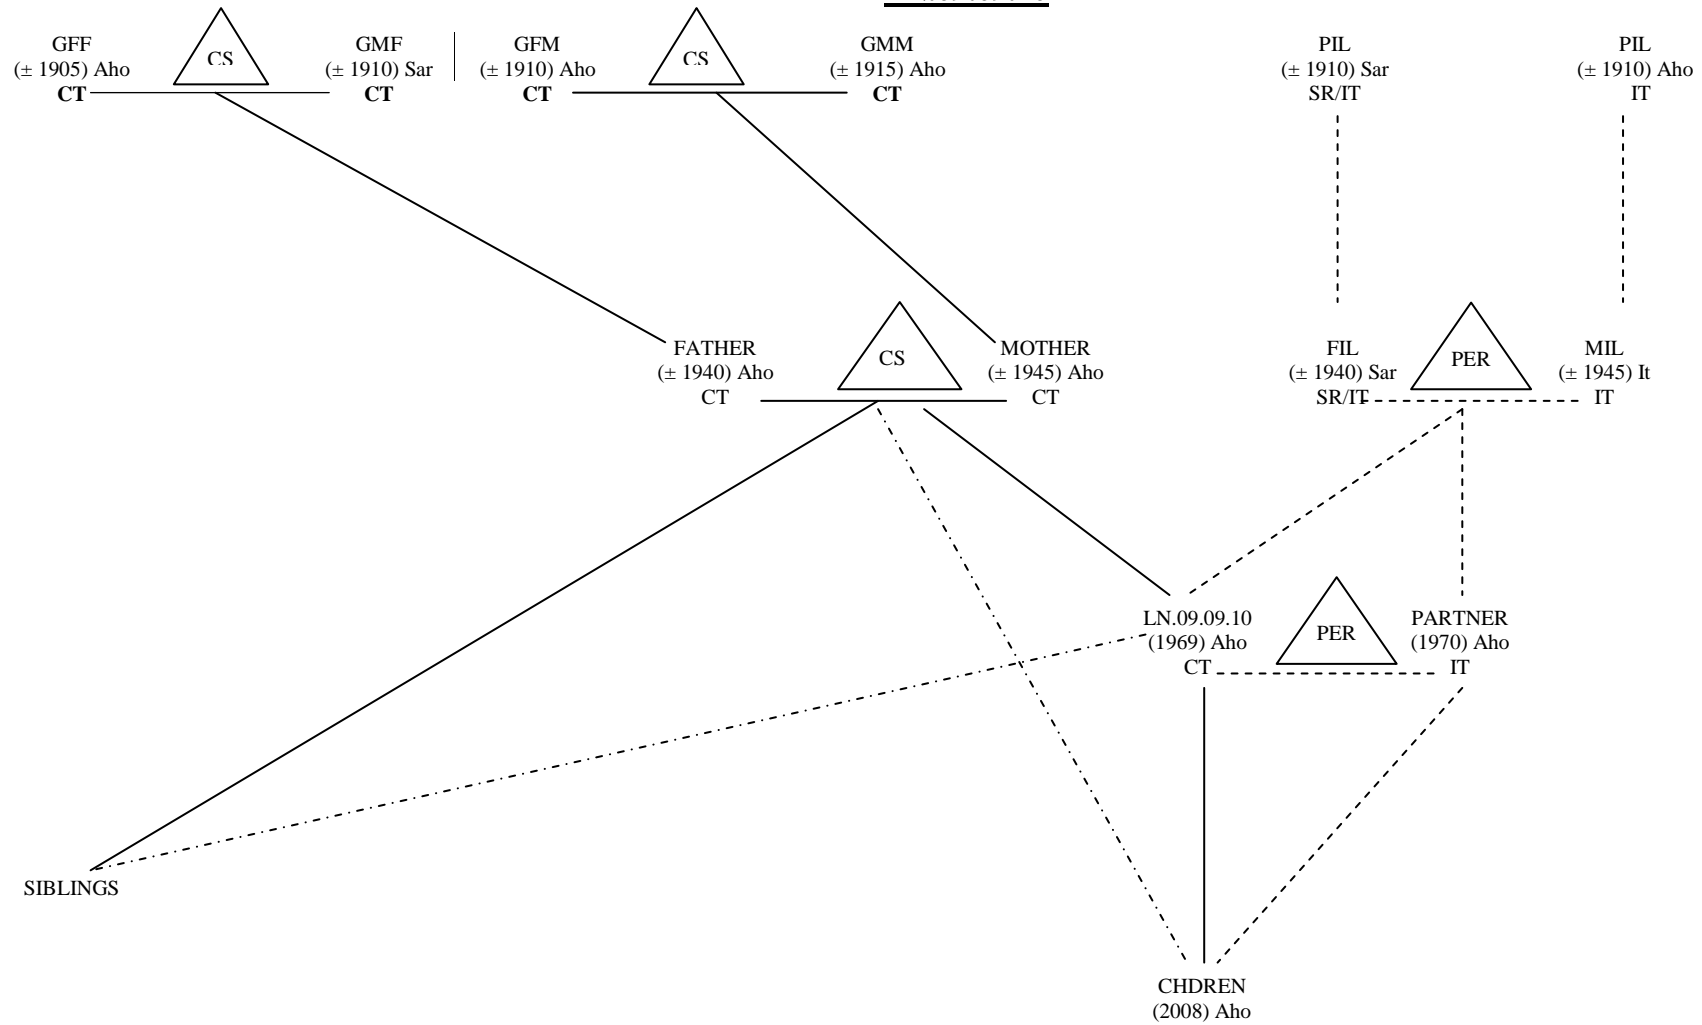 GFF
(± 1905) Aho
CT
CS
GMF
(± 1910) Sar
CT
GFM
(± 1910) Aho
CT
CS
GMM
(± 1915) Aho
CT
PIL
(± 1910) Sar
SR/IT
PIL
(± 1910) Aho
IT
FATHER
(± 1940) Aho
CT
CS
MOTHER
(± 1945) Aho
CT
FIL
(± 1940) Sar
SR/IT
PER
MIL
(± 1945) It
IT
LN.09.09.10
(1969) Aho
CT
PER
PARTNER
(1970) Aho
IT
SIBLINGS
CHDREN
(2008) Aho